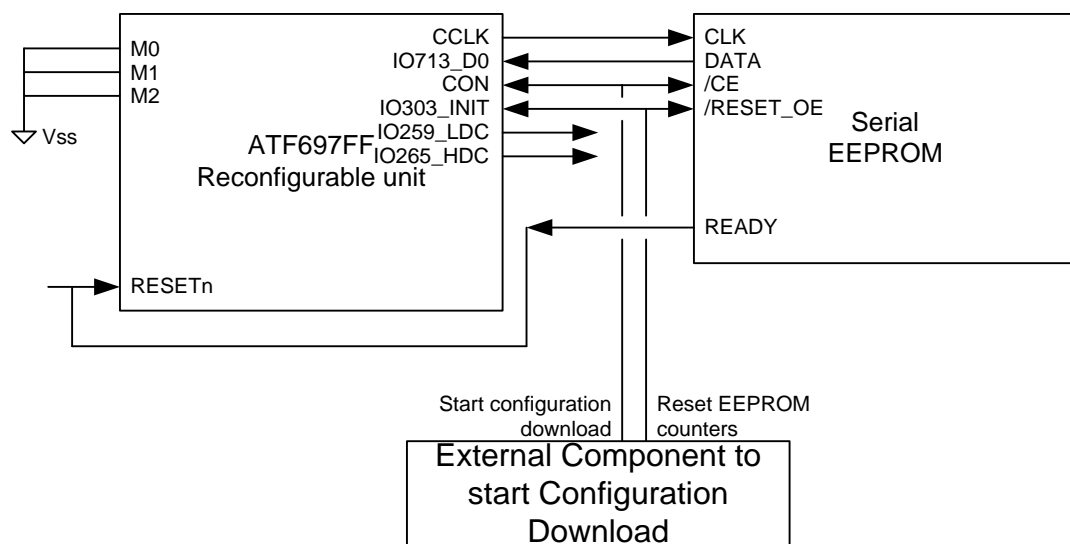 M0
M1
M2
Vss
CCLK
IO713_D0
CON
IO303_INIT
IO259_LDC
IO265_HDC
ATF697FF
Reconfigurable unit
RESETn
CLK
DATA
/CE
/RESET_OE
Serial
EEPROM
READY
Start configuration
download
Reset EEPROM
counters
External Component to
start Configuration
Download